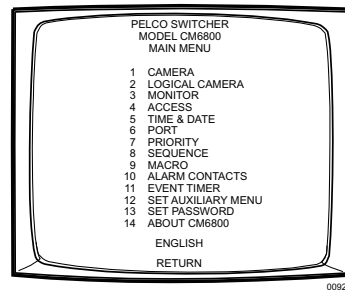 PELCO SWITCHER
MODEL CM6800
MAIN MENU
1 CAMERA
2 LOGICAL CAMERA
3 MONITOR
4 ACCESS
5 TIME & DATE
6 PORT
7 PRIORITY
8 SEQUENCE
9 MACRO
10 ALARM CONTACTS
11 EVENT TIMER
12 SET AUXILIARY MENU
13 SET PASSWORD
14 ABOUT CM6800
ENGLISH
RETURN
0092